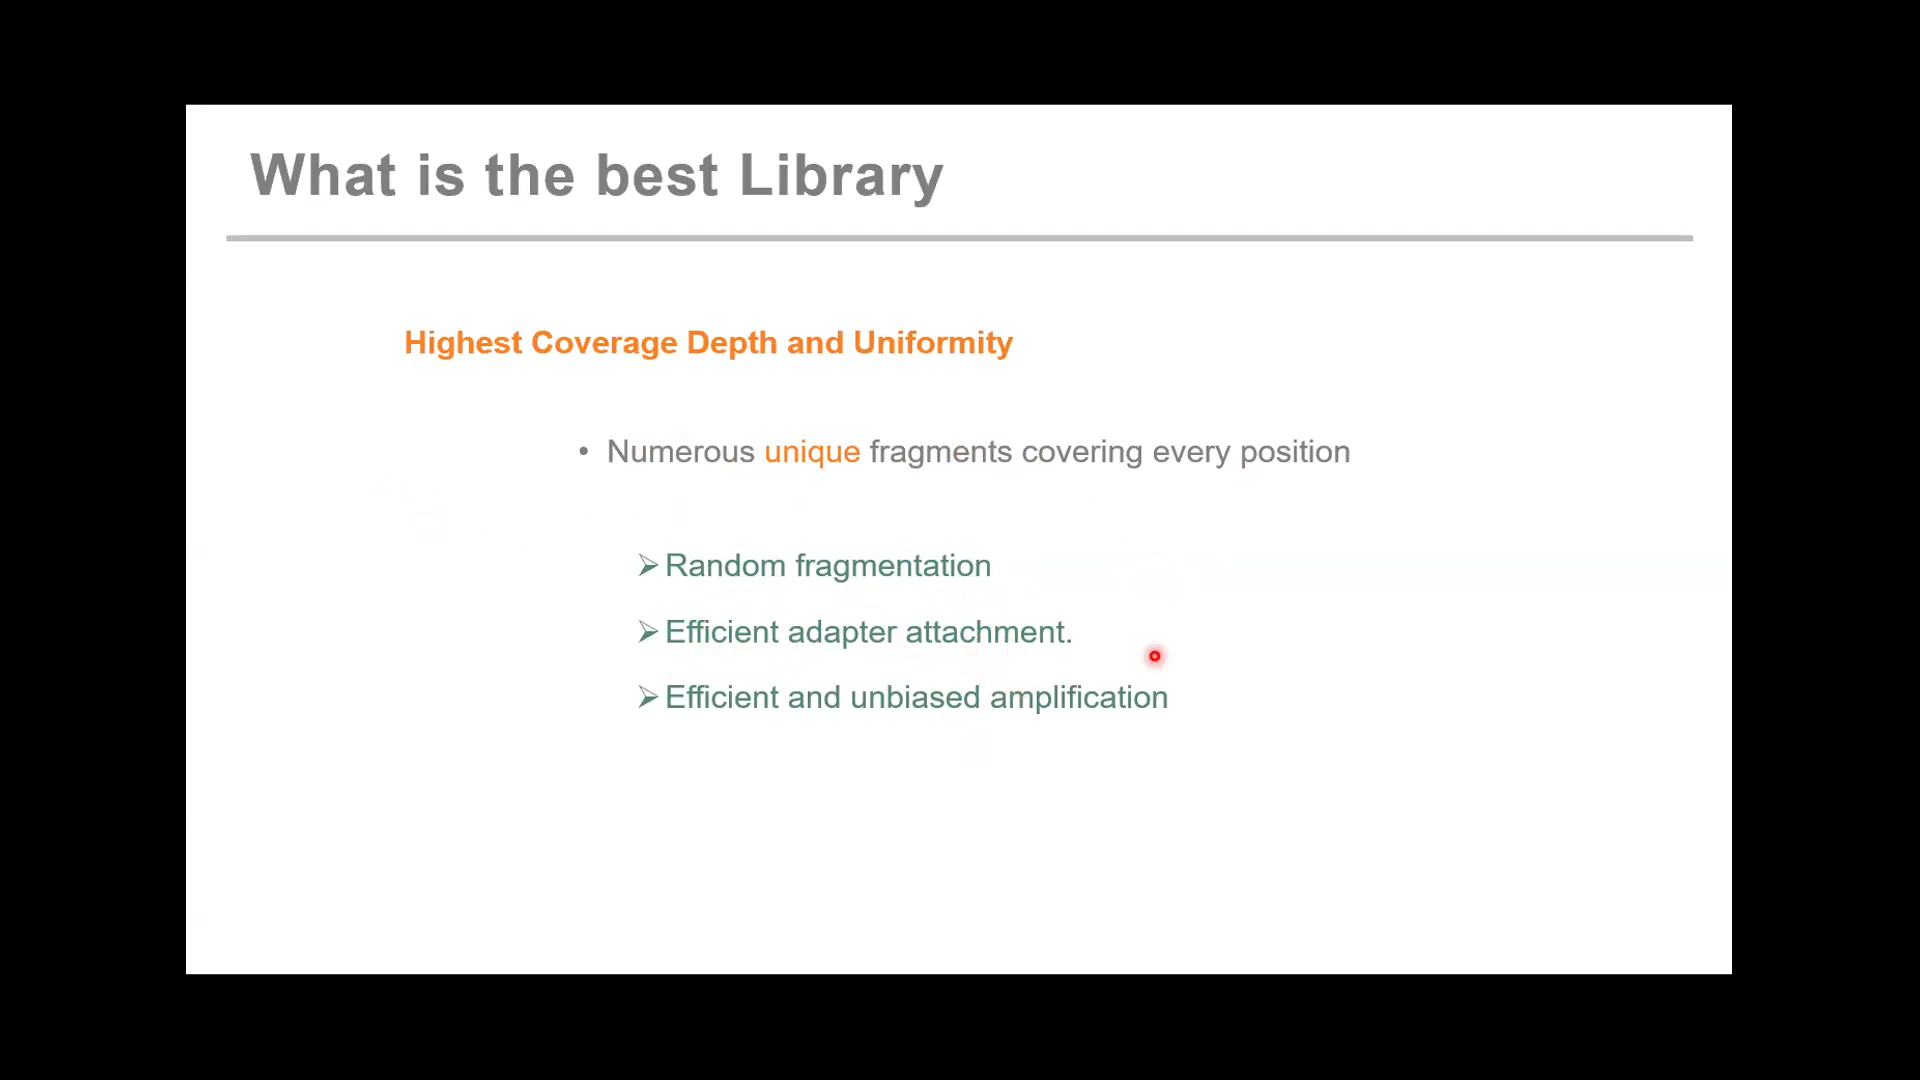 What is the best Library
Highest Coverage Depth and Uniformity
• Numerous unique fragments covering every position
➢ Random fragmentation
➢ Efficient adapter attachment.
➢ Efficient and unbiased amplification